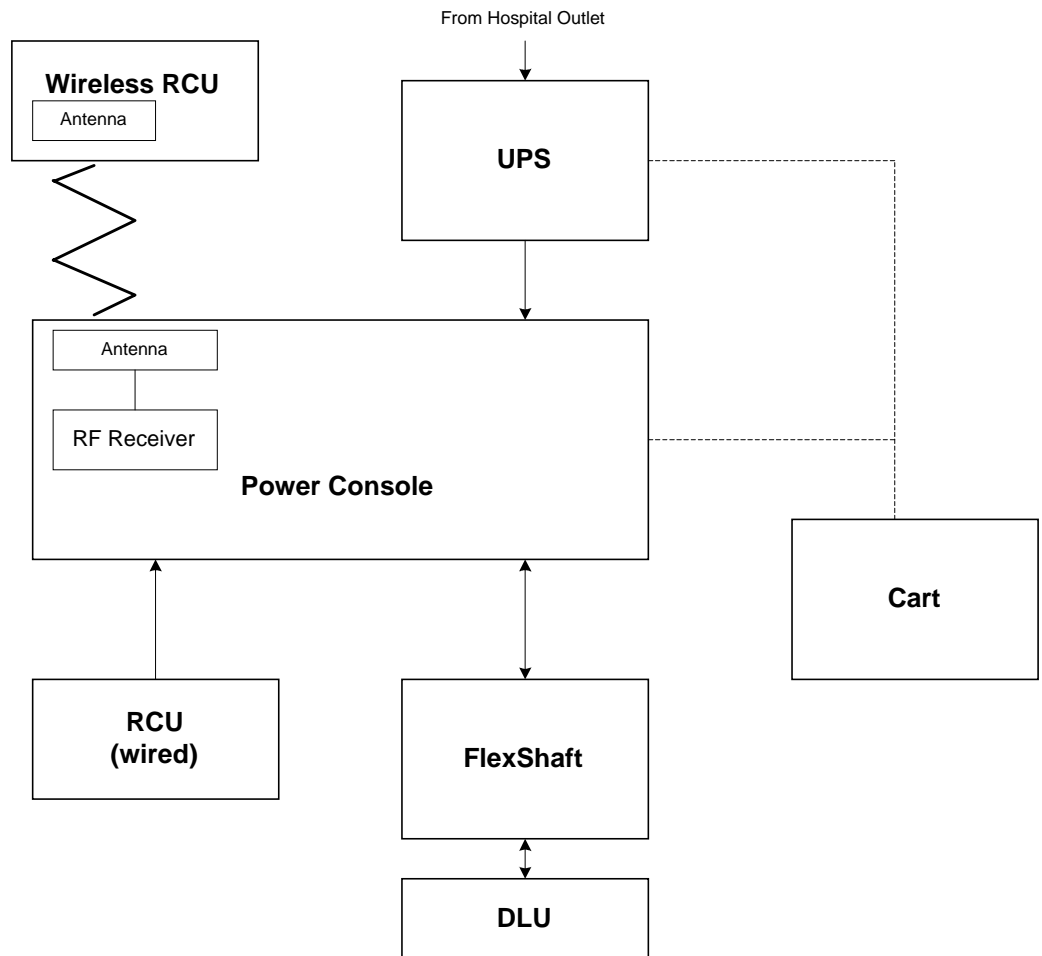 From Hospital Outlet
Wireless RCU
Antenna
UPS
Antenna
RF Receiver
Power Console
Cart
RCU
(wired)
FlexShaft
DLU